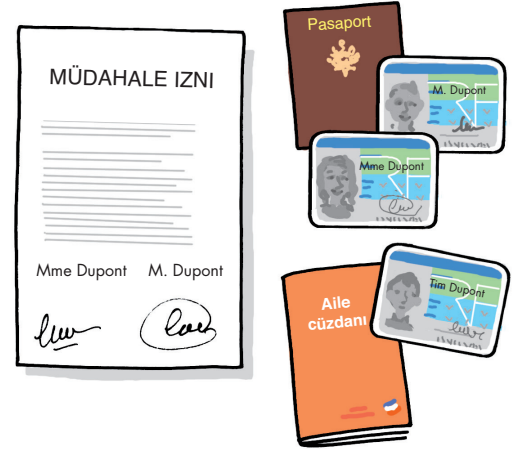 MÜDAHALE IZNI
Mme Dupont M. Dupont
Pasaport
M. Dupont
Mme Dupont
Tim Dupont
Aile
cüzdanı